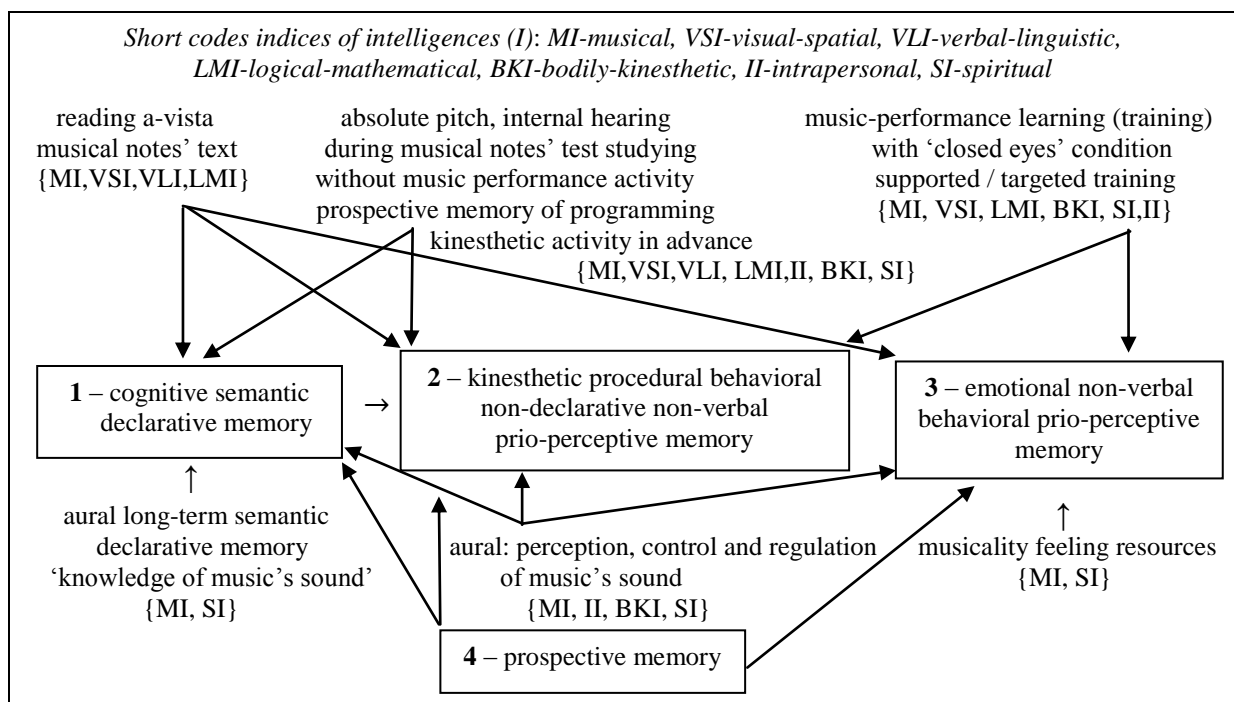 Short codes indices of intelligences (I): MI-musical, VSI-visual-spatial, VLI-verbal-linguistic,
LMI-logical-mathematical, BKI-bodily-kinesthetic, II-intrapersonal, SI-spiritual
reading a-vista
musical notes’ text
{MI,VSI,VLI,LMI}
absolute pitch, internal hearing
during musical notes’ test studying
without music performance activity
prospective memory of programming
kinesthetic activity in advance
{MI,VSI,VLI, LMI,II, BKI, SI}
music-performance learning (training)
with ‘closed eyes’ condition
supported / targeted training
{MI, VSI, LMI, BKI, SI,II}
1 – cognitive semantic
declarative memory
→
2 – kinesthetic procedural behavioral
non-declarative non-verbal
prio-perceptive memory
3 – emotional non-verbal
behavioral prio-perceptive
memory
↑
aural long-term semantic
declarative memory
‘knowledge of music’s sound’
{MI, SI}
aural: perception, control and regulation
of music’s sound
{MI, II, BKI, SI}
↑
musicality feeling resources
{MI, SI}
4 – prospective memory